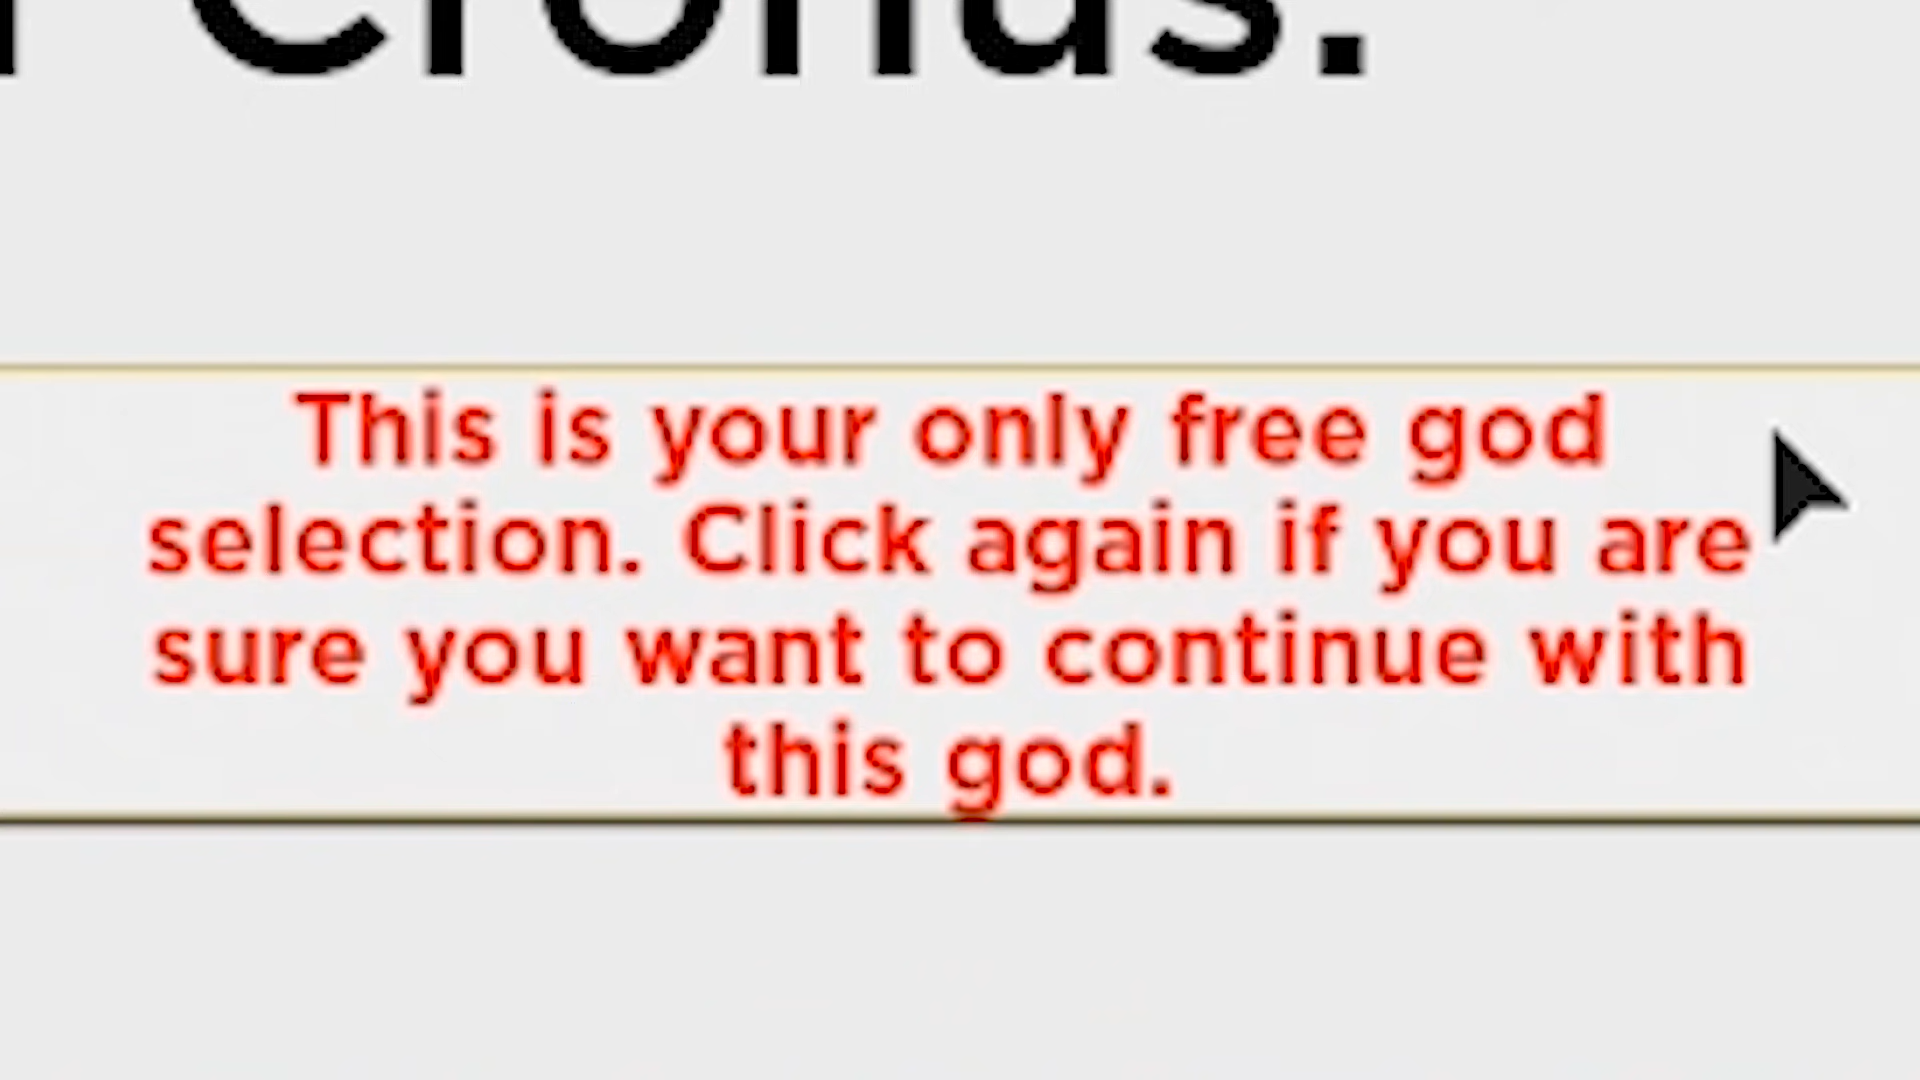 Cronus.
This is your only free god
selection. Click again if you are
sure you want to continue with
this god.